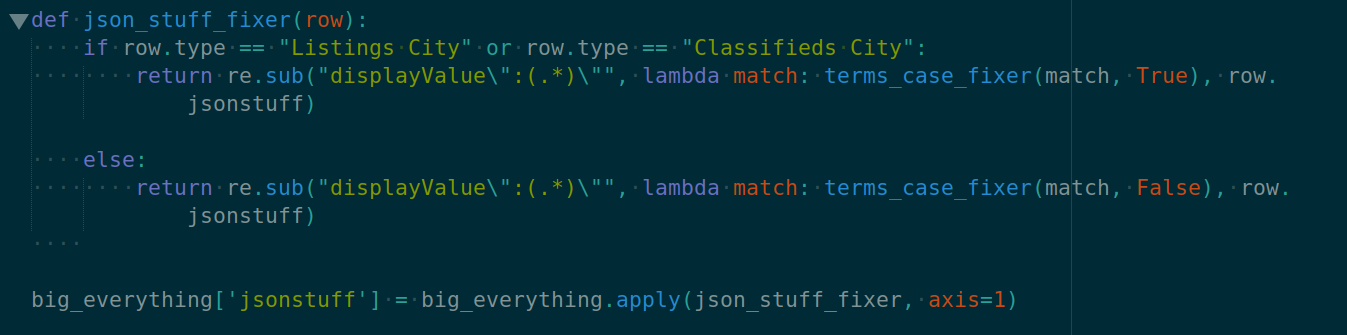 def json_stuff_fixer(row):
    if row.type == "Listings City" or row.type == "Classifieds City":
        return re.sub("displayValue\":(.*)\"", lambda match: terms_case_fixer(match, True), row.
            jsonstuff)
    else:
        return re.sub("displayValue\":(.*)\"", lambda match: terms_case_fixer(match, False), row.
            jsonstuff)
big_everything['jsonstuff'] = big_everything.apply(json_stuff_fixer, axis=1)